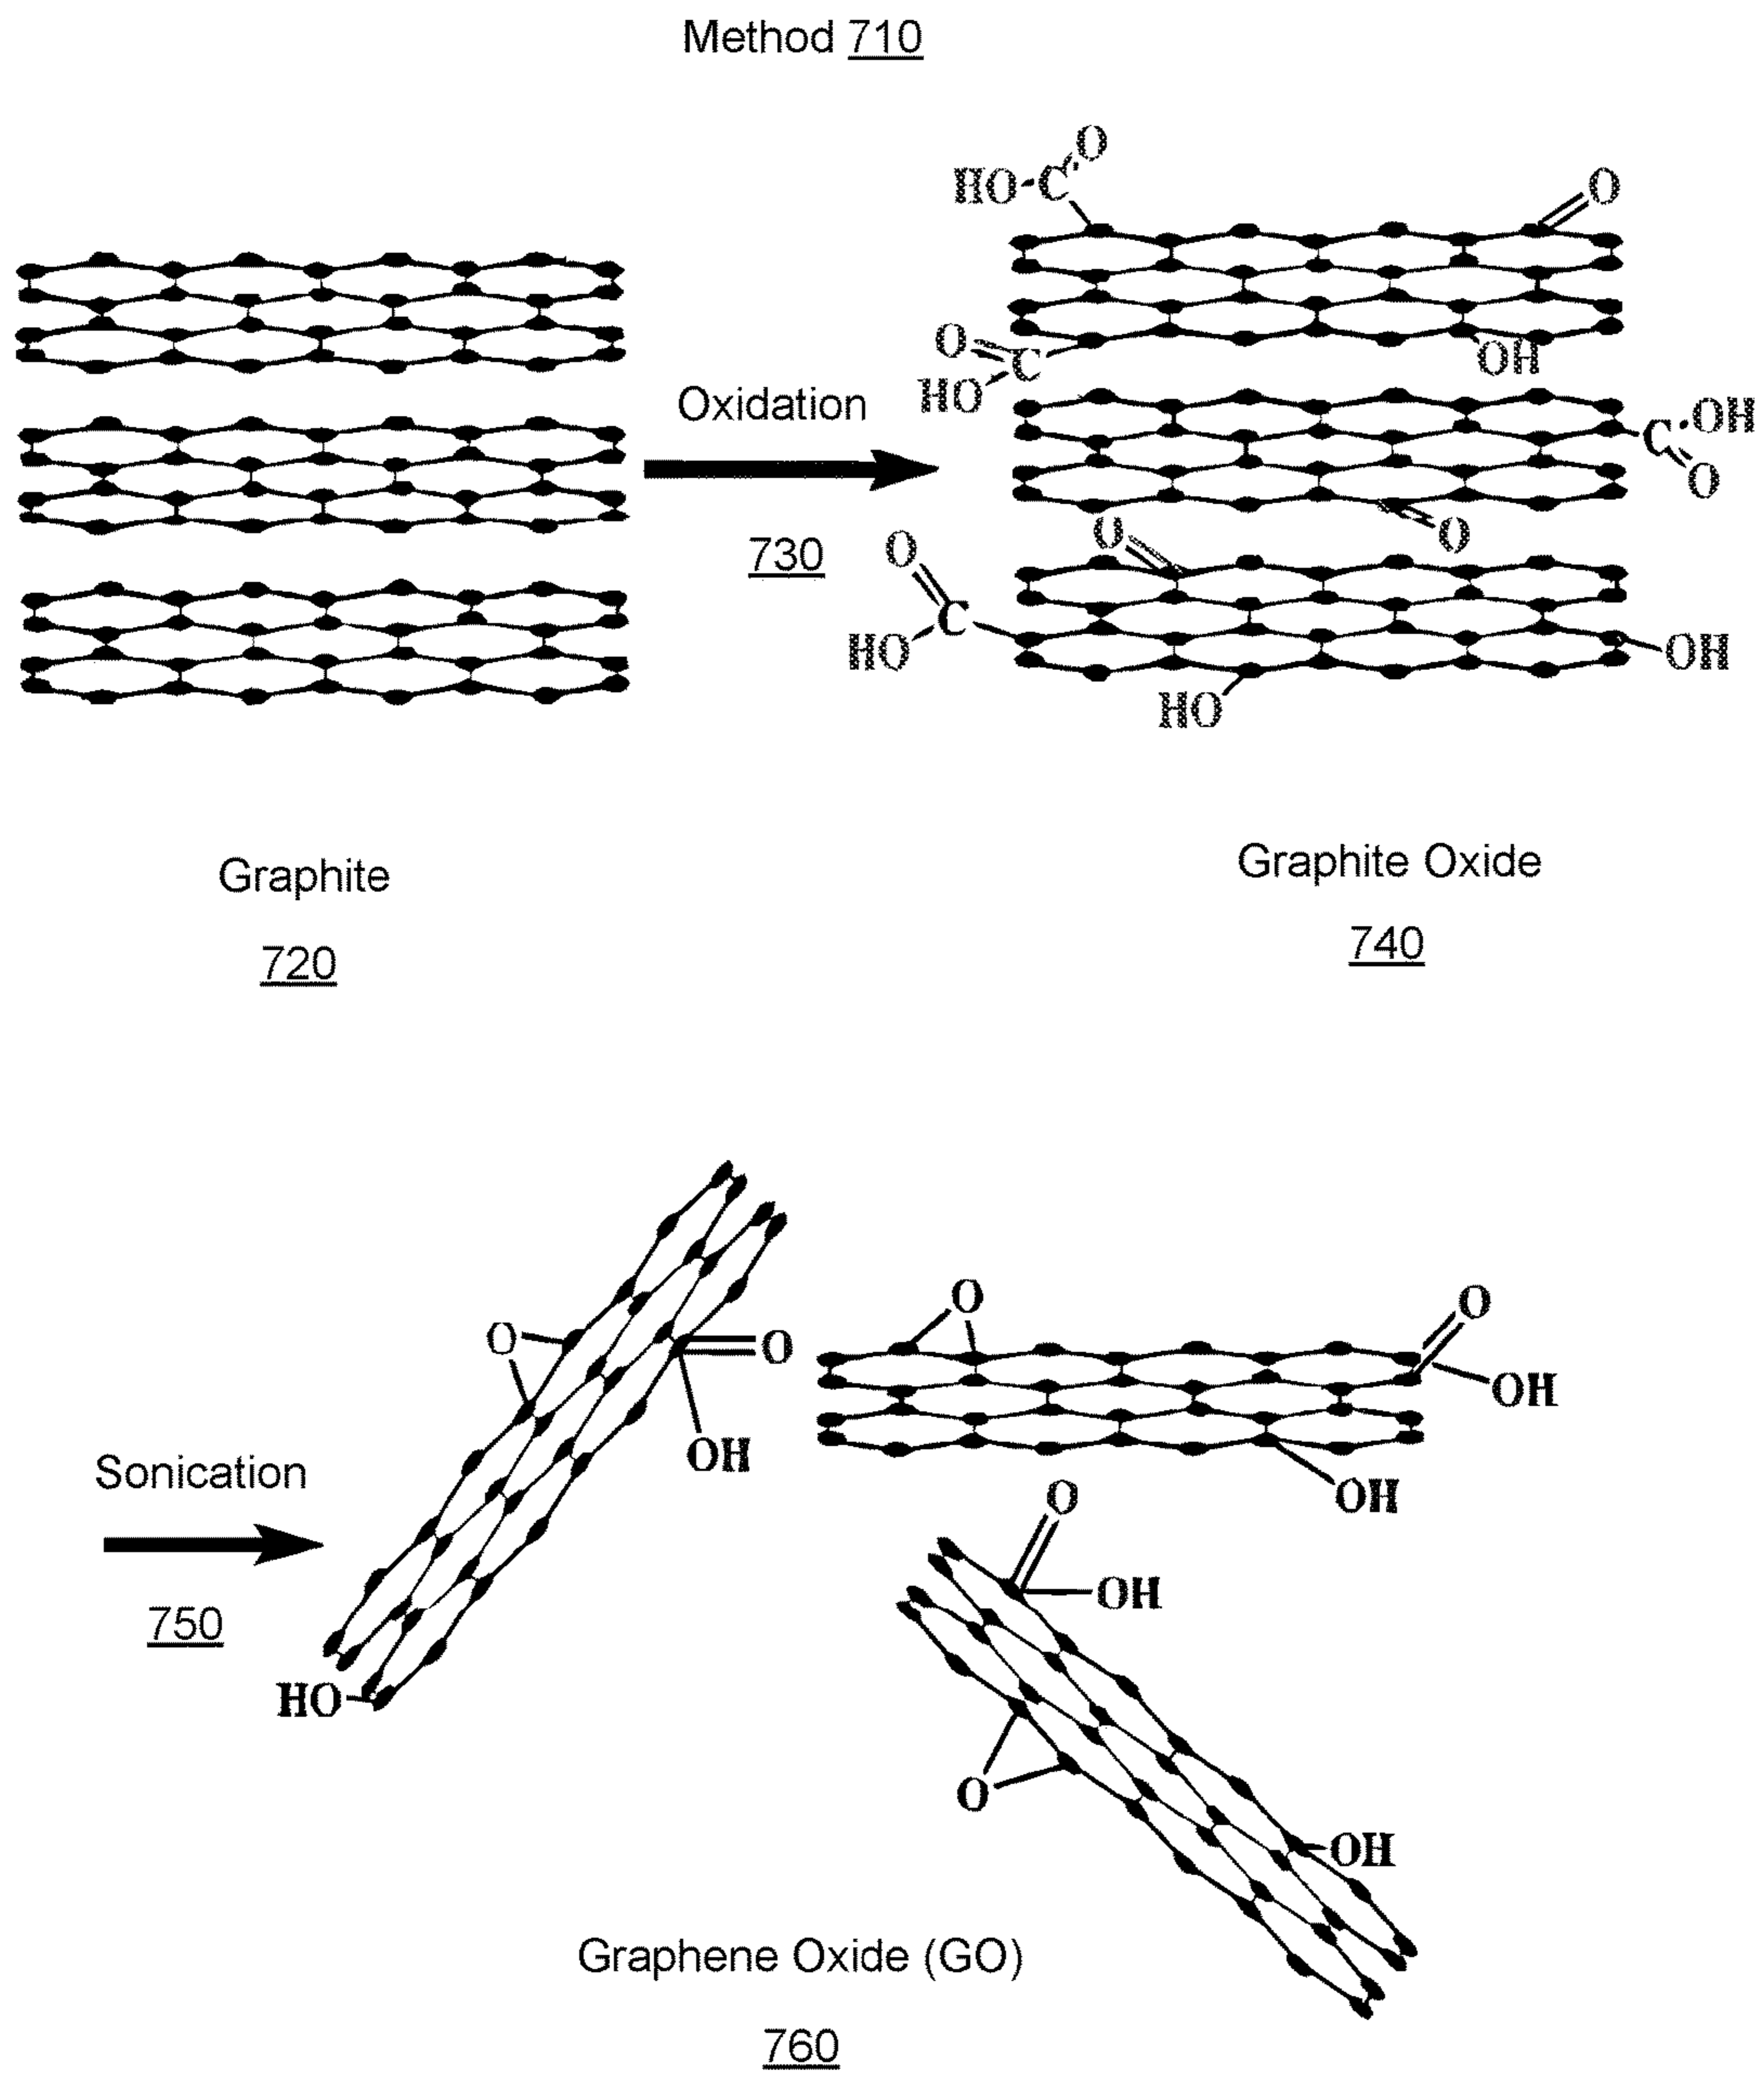 Method 710
O
HO-C
O
O
C
HO
OH
Oxidation
730
C OH
O
O
O
O
C
HO
OH
HO
Graphite
720
Graphite Oxide
740
O
O
OH
O
O
OH
OH
Sonication
750
HO
O
OH
O
OH
Graphene Oxide (GO)
760